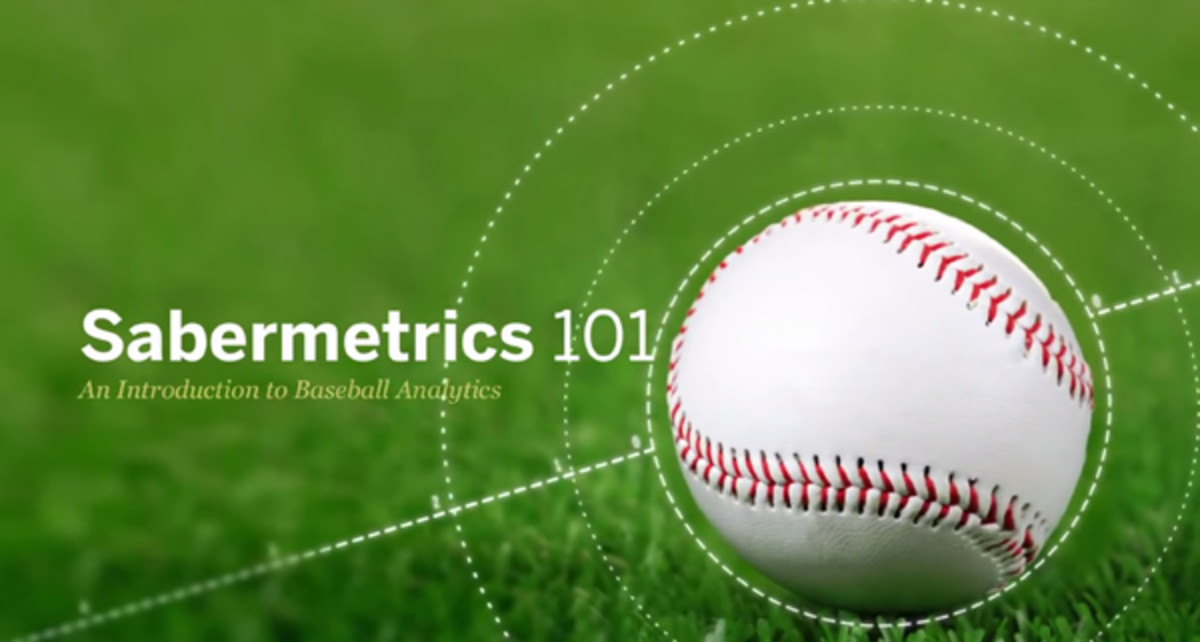 Sabermetrics 101
An Introduction to Baseball Analytics